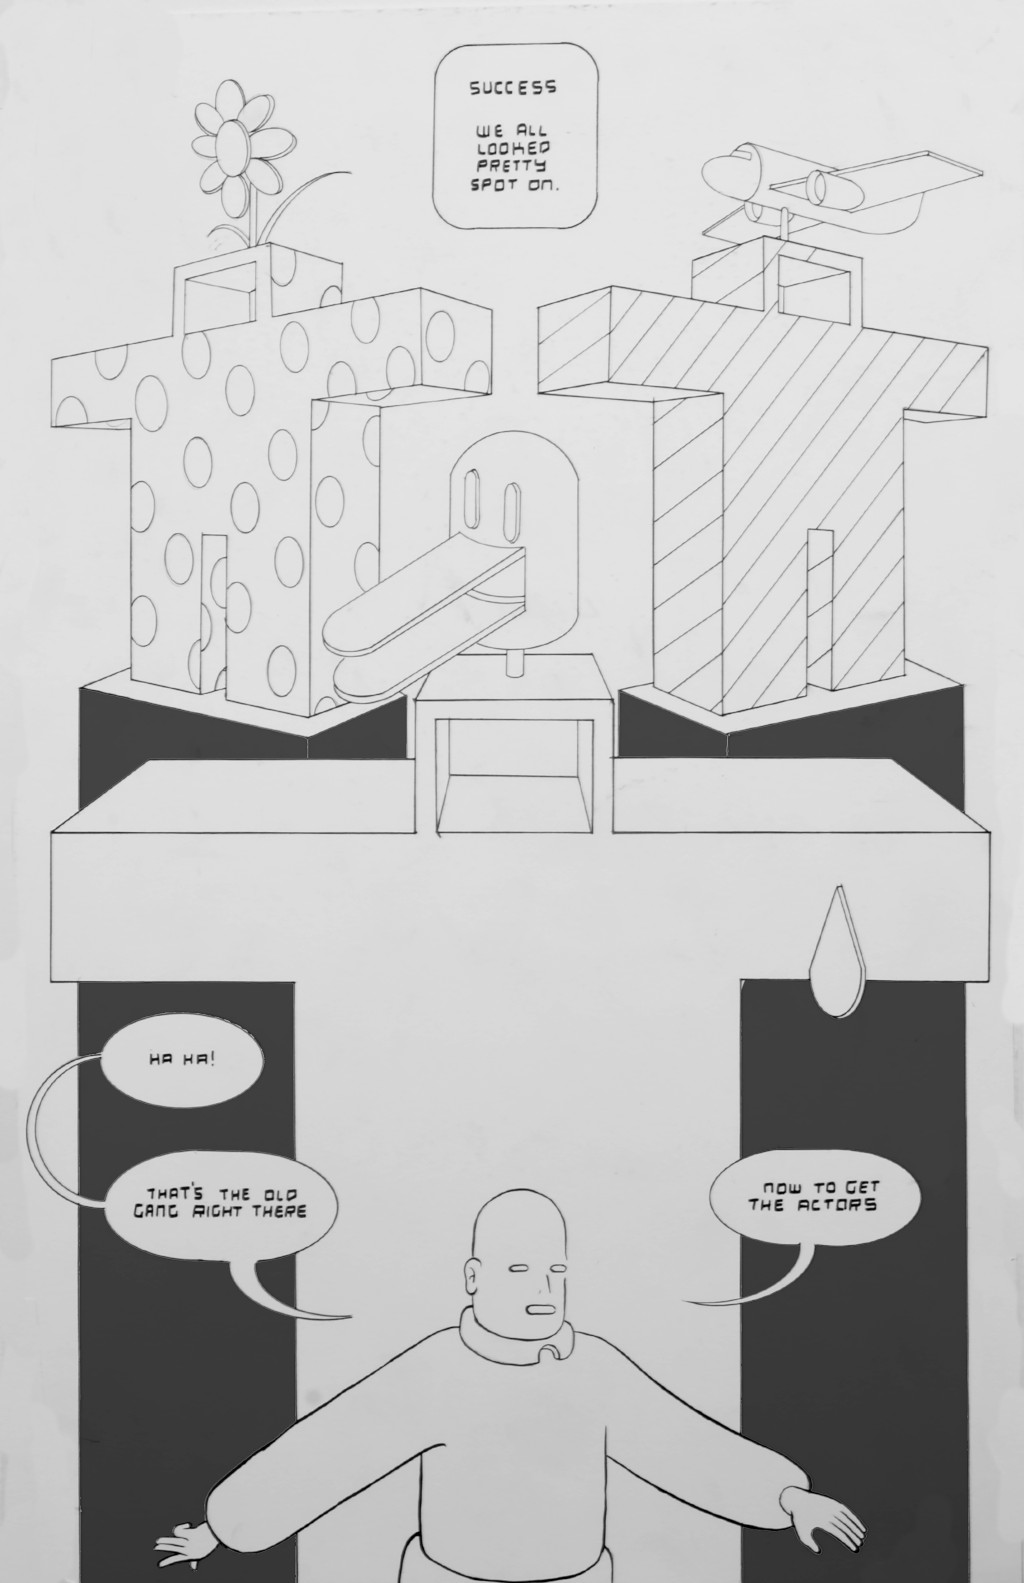 SUCCESS
WE ALL
LOOKED
PRETTY
SPOT ON.
HA HA!
THAT'S THE OLD
GANG RIGHT THERE
NOW TO GET
THE ACTORS